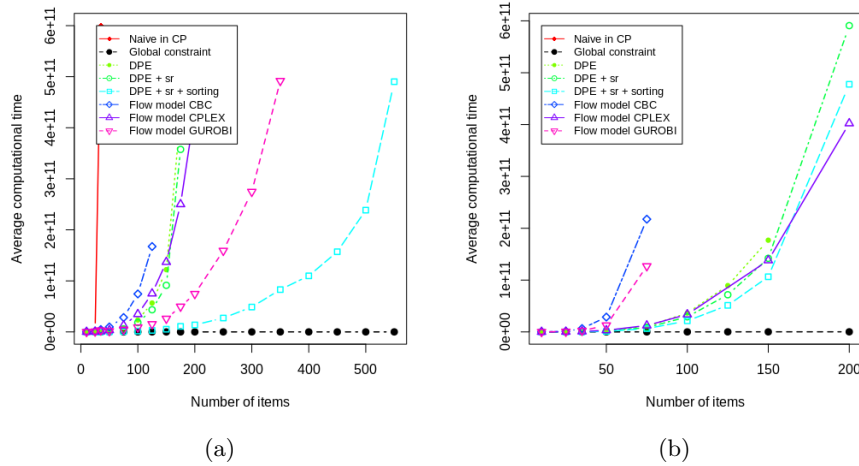 Average computational time
0e+00 1e+11 2e+11 3e+11 4e+11 5e+11 6e+11
Naive in CP
Global constraint
DPE
DPE + sr
DPE + sr + sorting
Flow model CBC
Flow model CPLEX
Flow model GUROBI
0 100 200 300 400 500
Number of items
(a)
Average computational time
0e+00 1e+11 2e+11 3e+11 4e+11 5e+11 6e+11
Naive in CP
Global constraint
DPE
DPE + sr
DPE + sr + sorting
Flow model CBC
Flow model CPLEX
Flow model GUROBI
50 100 150 200
Number of items
(b)